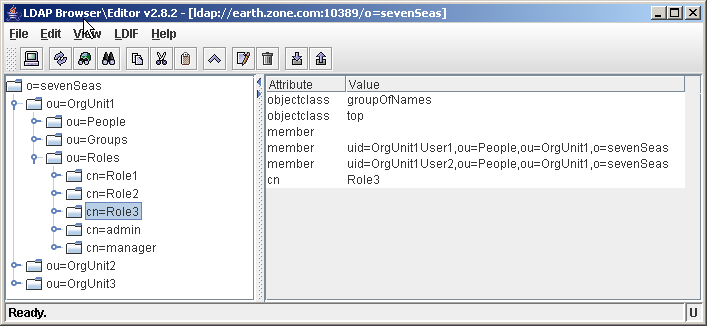 LDAP Browser\Editor v2.8.2 - [ldap://earth.zone.com:10389/o=sevenSeas]
File Edit View LDIF Help
o=sevenSeas
ou=OrgUnit1
ou=People
ou=Groups
ou=Roles
cn=Role1
cn=Role2
cn=Role3
cn=admin
cn=manager
ou=OrgUnit2
ou=OrgUnit3
Attribute Value
objectclass groupOfNames
objectclass top
member
member uid=OrgUnit1User1,ou=People,ou=OrgUnit1,o=sevenSeas
member uid=OrgUnit1User2,ou=People,ou=OrgUnit1,o=sevenSeas
cn Role3
Ready. U